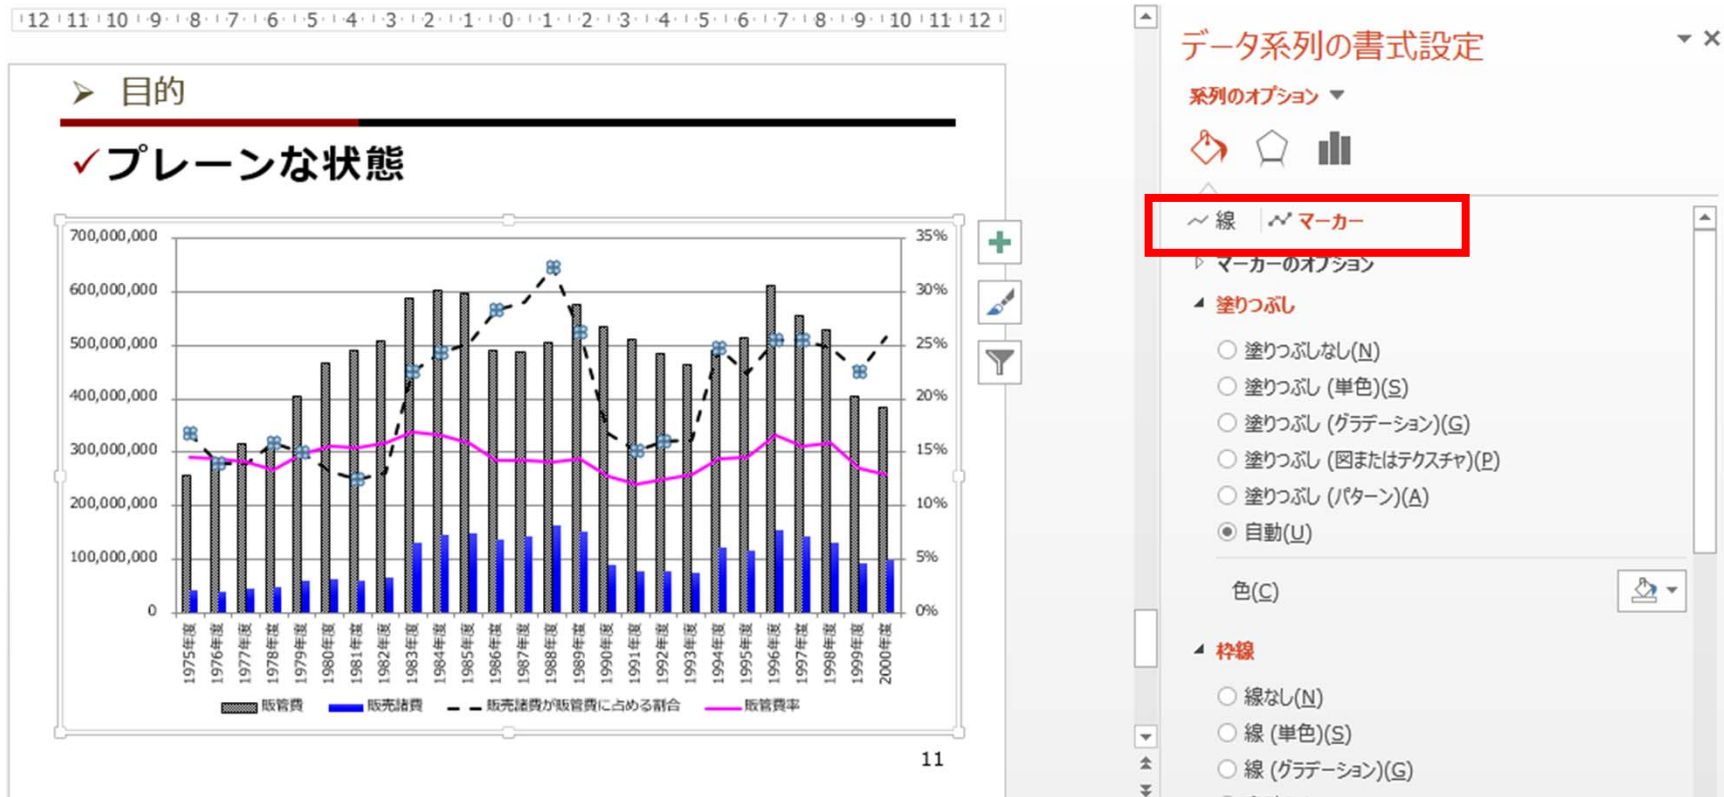 12 11 10 9 8 7 6 5 4 3 2 1 0 1 2 3 4 5 6 7 8 9 10 11 12
目的
プレーンな状態
700,000,000
600,000,000
500,000,000
400,000,000
300,000,000
200,000,000
100,000,000
0
35%
30%
25%
20%
15%
10%
5%
0%
1975年度
1976年度
1977年度
1978年度
1979年度
1980年度
1981年度
1982年度
1983年度
1984年度
1985年度
1986年度
1987年度
1988年度
1989年度
1990年度
1991年度
1992年度
1993年度
1994年度
1995年度
1996年度
1997年度
1998年度
1999年度
2000年度
販管費 販売諸費 販売諸費が販管費に占める割合 販管費率
11
データ系列の書式設定
系列のオプション
線 マーカー
マーカーのオプション
塗りつぶし
塗りつぶしなし(N)
塗りつぶし (単色)(S)
塗りつぶし (グラデーション)(G)
塗りつぶし (図またはテクスチャ)(P)
塗りつぶし (パターン)(A)
自動(U)
色(C)
枠線
線なし(N)
線 (単色)(S)
線 (グラデーション)(G)